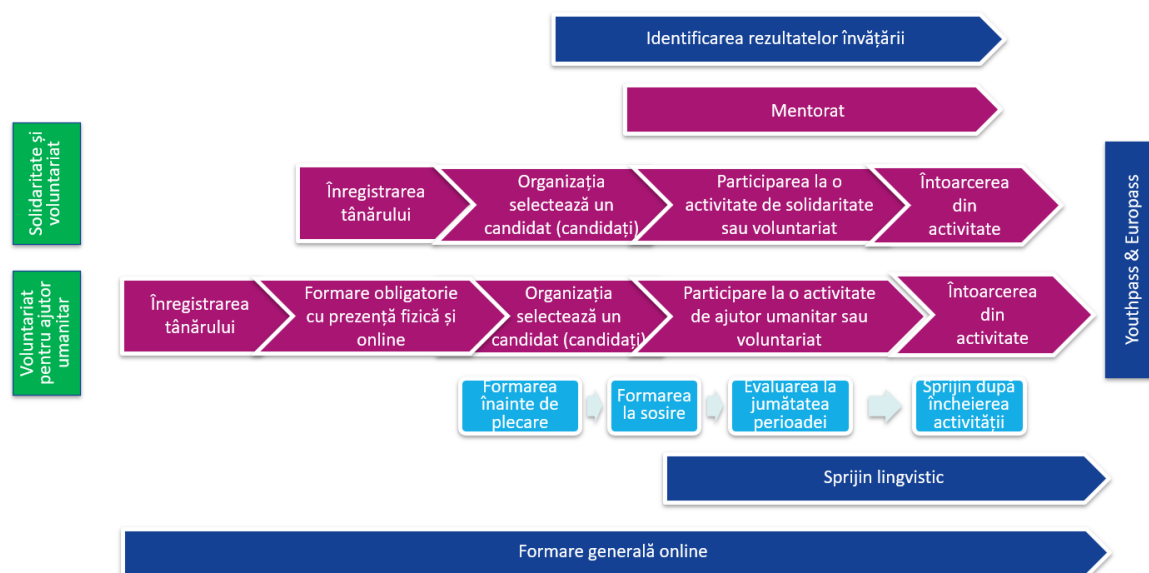 Identificarea rezultatelor învățării
Mentorat
Solidaritate și
voluntariat
Înregistrarea
tânărului
Organizația
selectează un
candidat (candidați)
Participarea la o
activitate de solidaritate
sau voluntariat
Întoarcerea
din
activitate
Youthpass & Europass
Voluntariat
pentru ajutor
umanitar
Înregistrarea
tânărului
Formare obligatorie
cu prezență fizică și
online
Organizația
selectează un
candidat (candidați)
Participare la o activitate
de ajutor umanitar sau
voluntariat
Întoarcerea
din
activitate
Formarea
înainte de
plecare
Formarea
la sosire
Evaluarea la
jumătatea
perioadei
Sprijin după
încheierea
activității
Sprijin lingvistic
Formare generală online